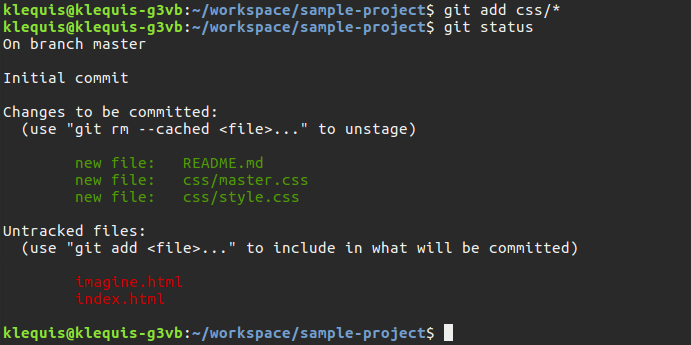 klequis@klequis-g3vb:~/workspace/sample-project$ git add css/*
klequis@klequis-g3vb:~/workspace/sample-project$ git status
On branch master
Initial commit
Changes to be committed:
  (use "git rm --cached <file>..." to unstage)
        new file:   README.md
        new file:   css/master.css
        new file:   css/style.css
Untracked files:
  (use "git add <file>..." to include in what will be committed)
        imagine.html
        index.html
klequis@klequis-g3vb:~/workspace/sample-project$